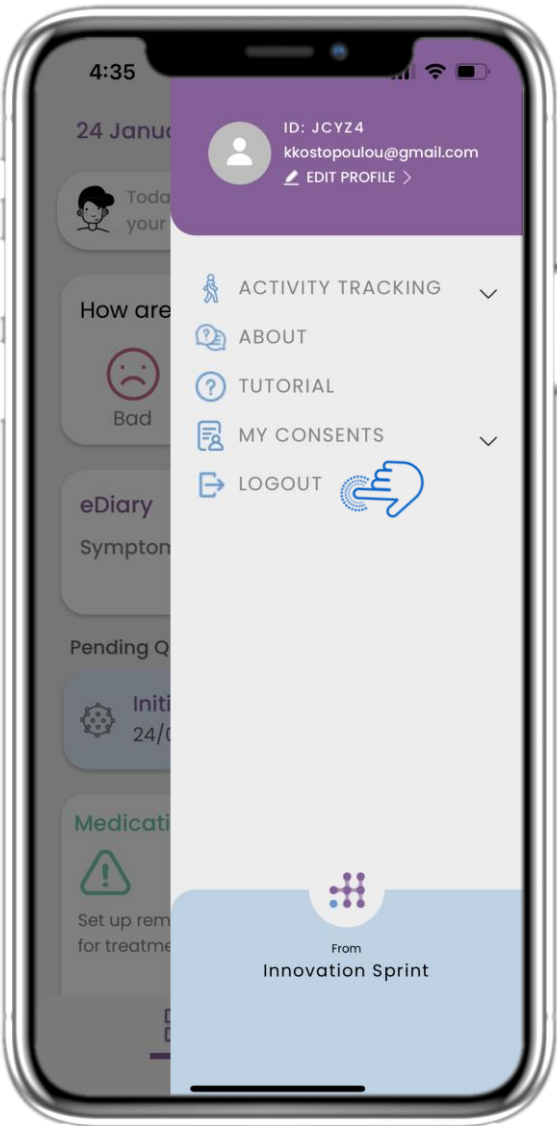 4:35
24 Janua
ID: JCYZ4
kkostopoulou@gmail.com
EDIT PROFILE >
Toda
your
ACTIVITY TRACKING
How are
ABOUT
TUTORIAL
Bad
MY CONSENTS
LOGOUT
eDiary
Symptom
Pending Q
Initi
24/0
Medicati
Set up rem
for treatme
From
Innovation Sprint